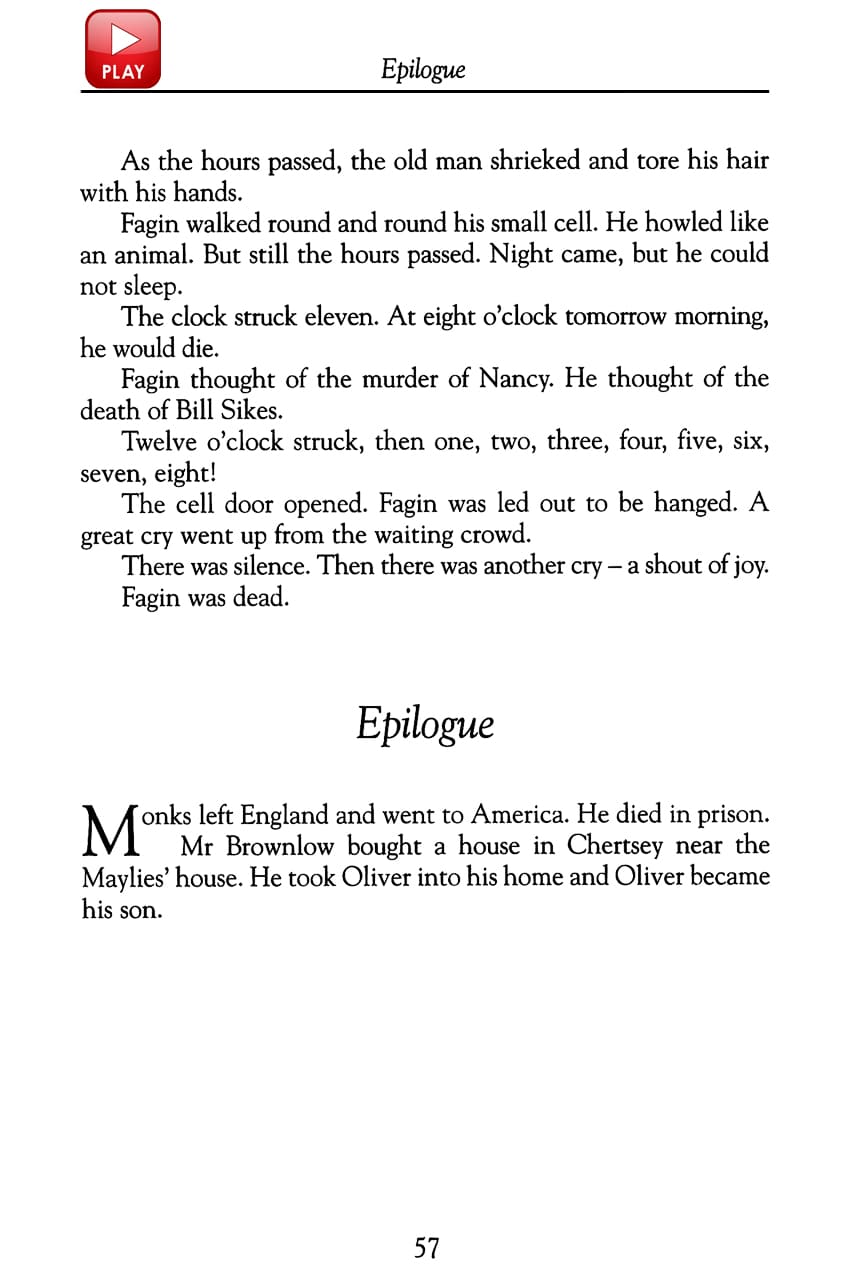 PLAY
Epilogue
As the hours passed, the old man shrieked and tore his hair
with his hands.
Fagin walked round and round his small cell. He howled like
an animal. But still the hours passed. Night came, but he could
not sleep.
The clock struck eleven. At eight o’clock tomorrow morning,
he would die.
Fagin thought of the murder of Nancy. He thought of the
death of Bill Sikes.
Twelve o’clock struck, then one, two, three, four, five, six,
seven, eight!
The cell door opened. Fagin was led out to be hanged. A
great cry went up from the waiting crowd.
There was silence. Then there was another cry – a shout of joy.
Fagin was dead.
Epilogue
Monks left England and went to America. He died in prison.
Mr Brownlow bought a house in Chertsey near the
Maylies’ house. He took Oliver into his home and Oliver became
his son.
57